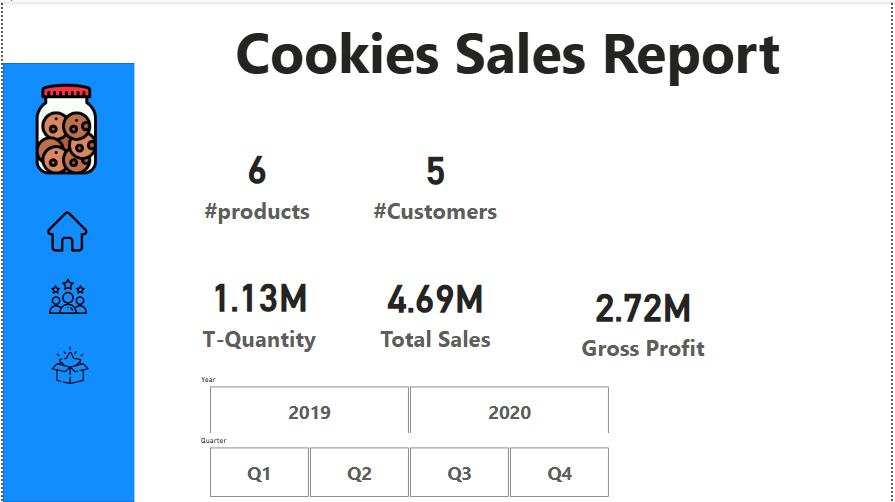 Cookies Sales Report
6
5
#products
#Customers
1.13M
4.69M
2.72M
T-Quantity
Total Sales
Gross Profit
Year
2019
2020
Quarter
Q1
Q2
Q3
Q4